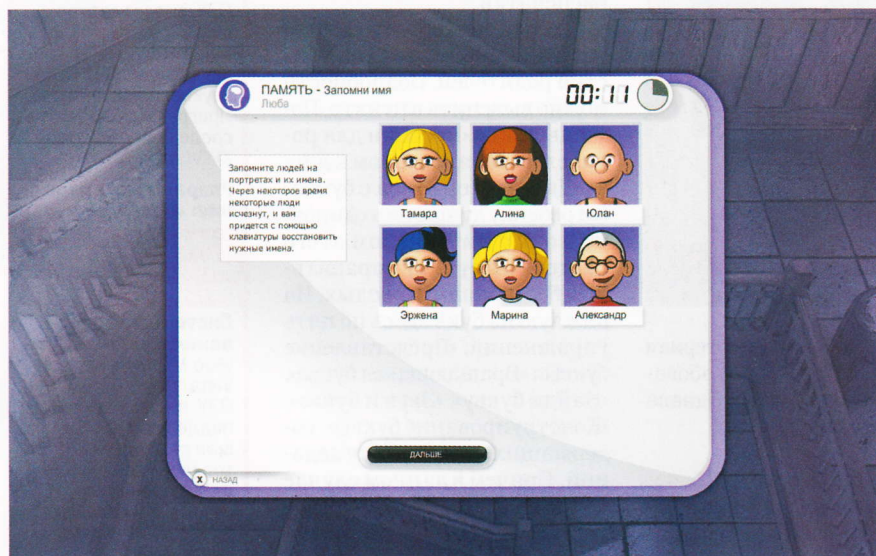 ПАМЯТЬ - Запомни имя
Люба
00:11
Запомните людей на
портретах и их имена.
Через некоторое время
некоторые люди
исчезнут, и вам
придется с помощью
клавиатуры восстановить
нужные имена.
Тамара
Алина
Юлан
Эржена
Марина
Александр
ДАЛЬШЕ
X НАЗАД